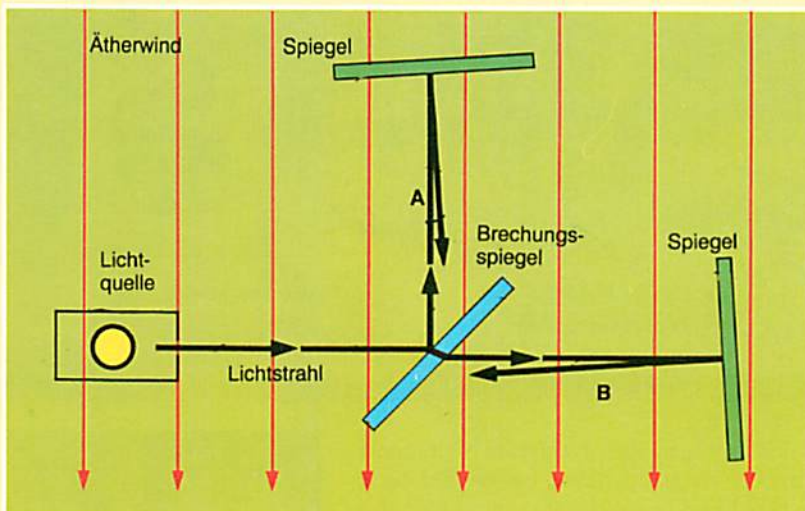 Ätherwind
Spiegel
A
Brechungs-
spiegel
Spiegel
Licht-
quelle
Lichtstrahl
B